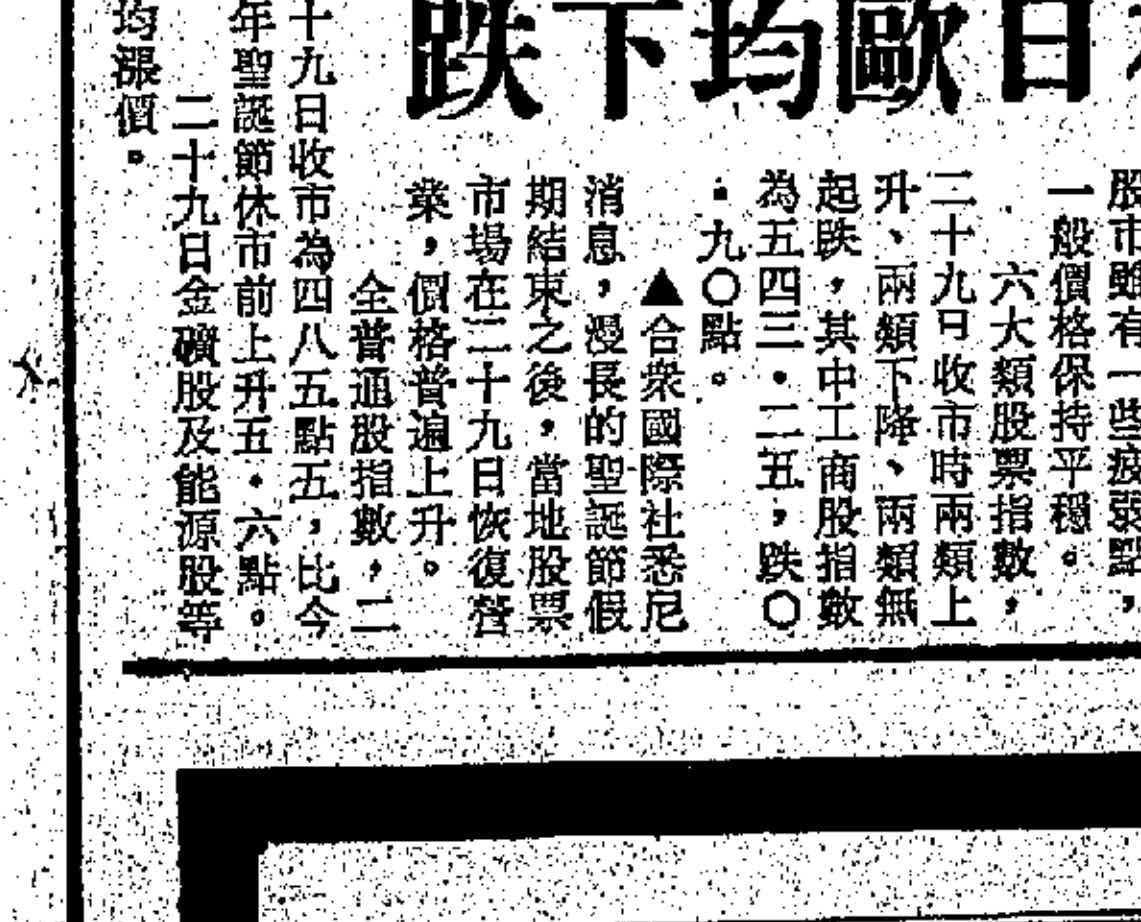 日歐均下跌
股市雖有一些疲弱點，
一般價格保持平穩。
六大類股票指數，
二十九日收市時兩類上
升、兩類下降、兩類無
起跌，其中工商股指數
為五四三．二五，跌〇
．九〇點。
▲合衆國際社悉尼
消息，漫長的聖誕節假
期結束之後，當地股票
市場在二十九日恢復營
業，價格普遍上升。
全普通股指數，二
十九日收市為四八五點五，比今
年聖誕節休市前上升五．六點。
二十九日金礦股及能源股等
均漲價。